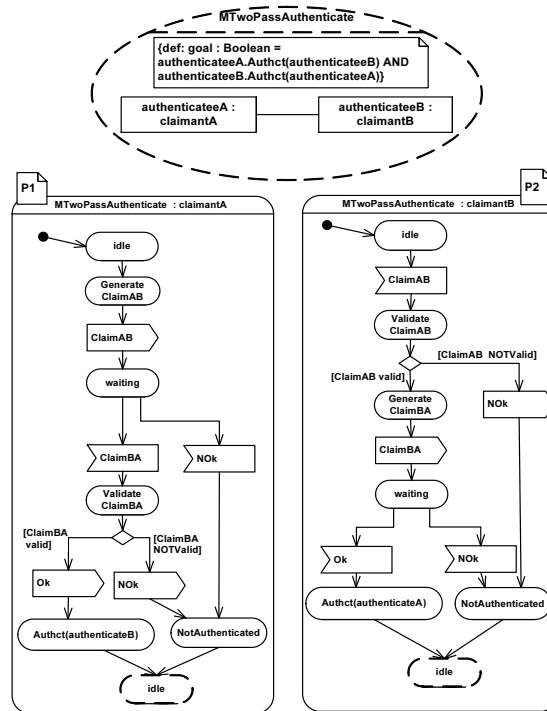 MTwoPassAuthenticate
{def: goal : Boolean =
authenticateeA.Authct(authenticateeB) AND
authenticateeB.Authct(authenticateeA)}
authenticateeA :
claimantA
authenticateeB :
claimantB
P1
MTwoPassAuthenticate : claimantA
idle
Generate
ClaimAB
ClaimAB
waiting
ClaimBA
NOk
Validate
ClaimBA
[ClaimBA
valid]
[ClaimBA
NOTValid]
Ok
NOk
Authct(authenticateB)
NotAuthenticated
idle
P2
MTwoPassAuthenticate : claimantB
idle
ClaimAB
Validate
ClaimAB
[ClaimAB NOTValid]
[ClaimAB valid]
Generate
ClaimBA
NOk
ClaimBA
waiting
Ok
NOk
Authct(authenticateA)
NotAuthenticated
idle